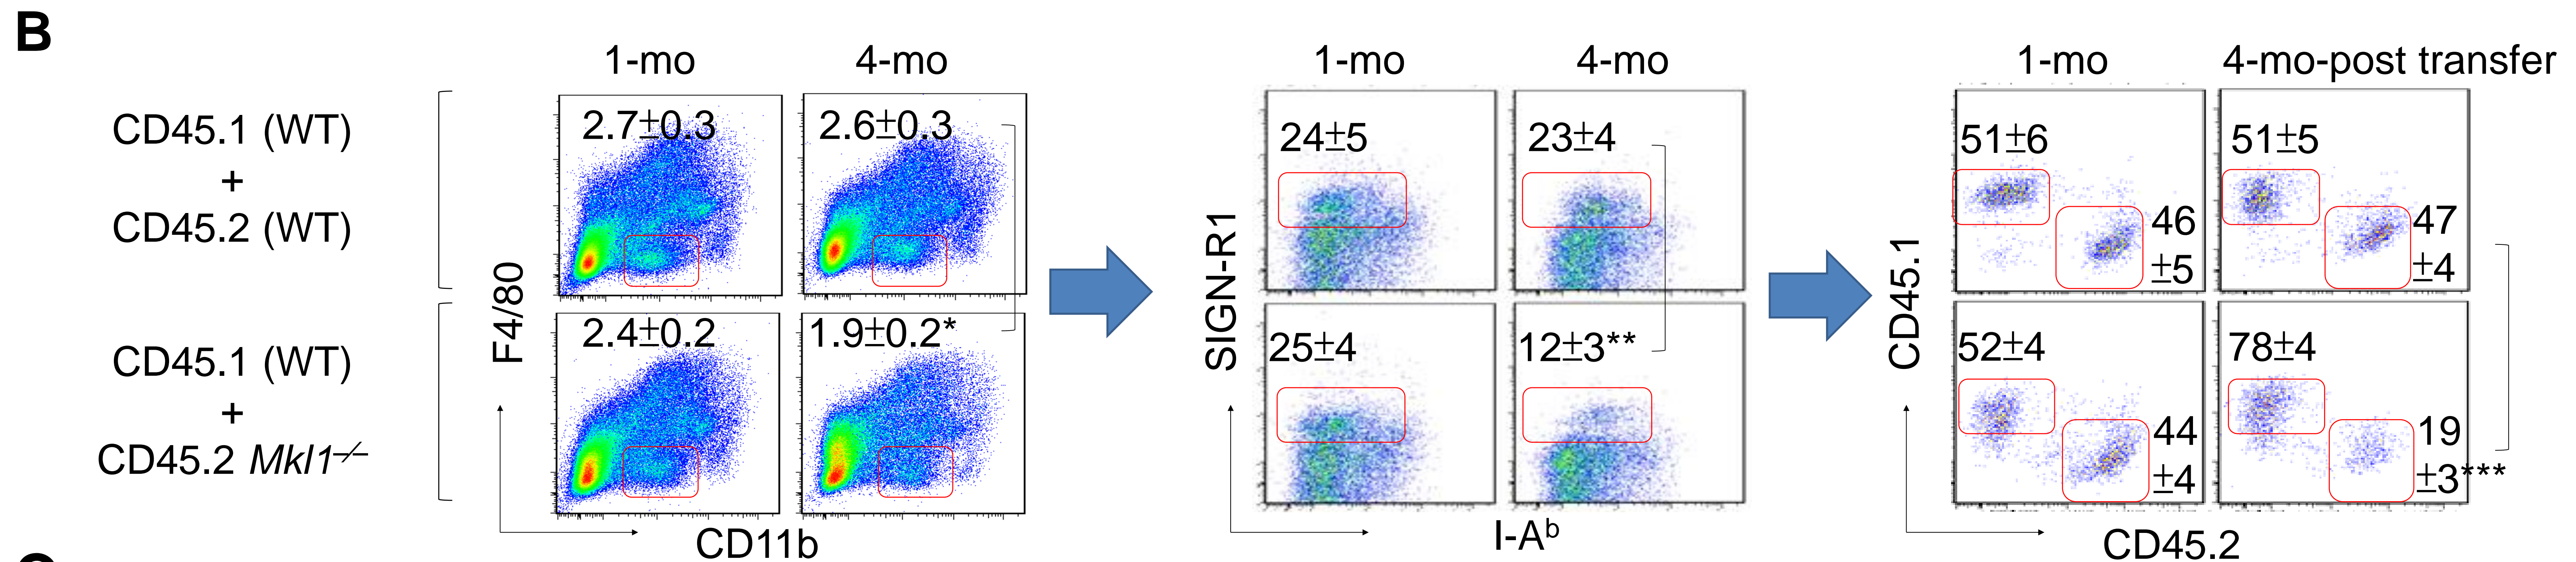 B
1-mo
4-mo
1-mo
4-mo
1-mo
4-mo-post transfer
CD45.1 (WT)
+
CD45.2 (WT)
2.7±0.3
2.6±0.3
24±5
23±4
51±6
46
±5
51±5
47
±4
CD45.1 (WT)
+
CD45.2 Mkl1–/–
2.4±0.2
1.9±0.2*
25±4
12±3**
52±4
44
±4
78±4
19
±3***
F4/80
CD11b
SIGN-R1
I-Aᵇ
CD45.1
CD45.2